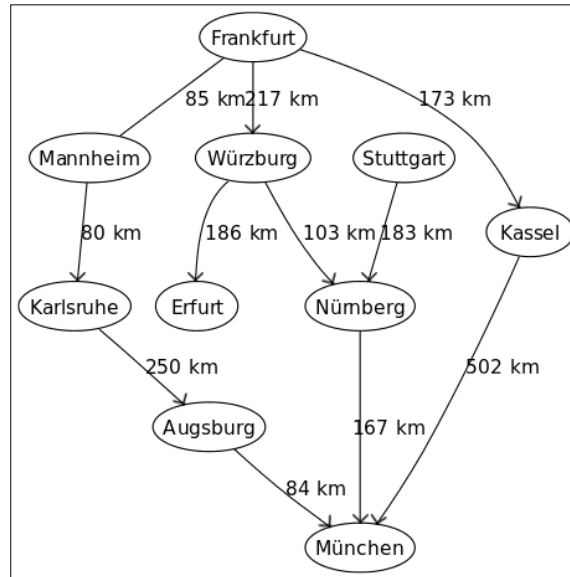 Frankfurt
85 km
217 km
173 km
Mannheim
Würzburg
Stuttgart
Kassel
80 km
186 km
103 km
183 km
Karlsruhe
Erfurt
Nürnberg
250 km
502 km
Augsburg
167 km
84 km
München